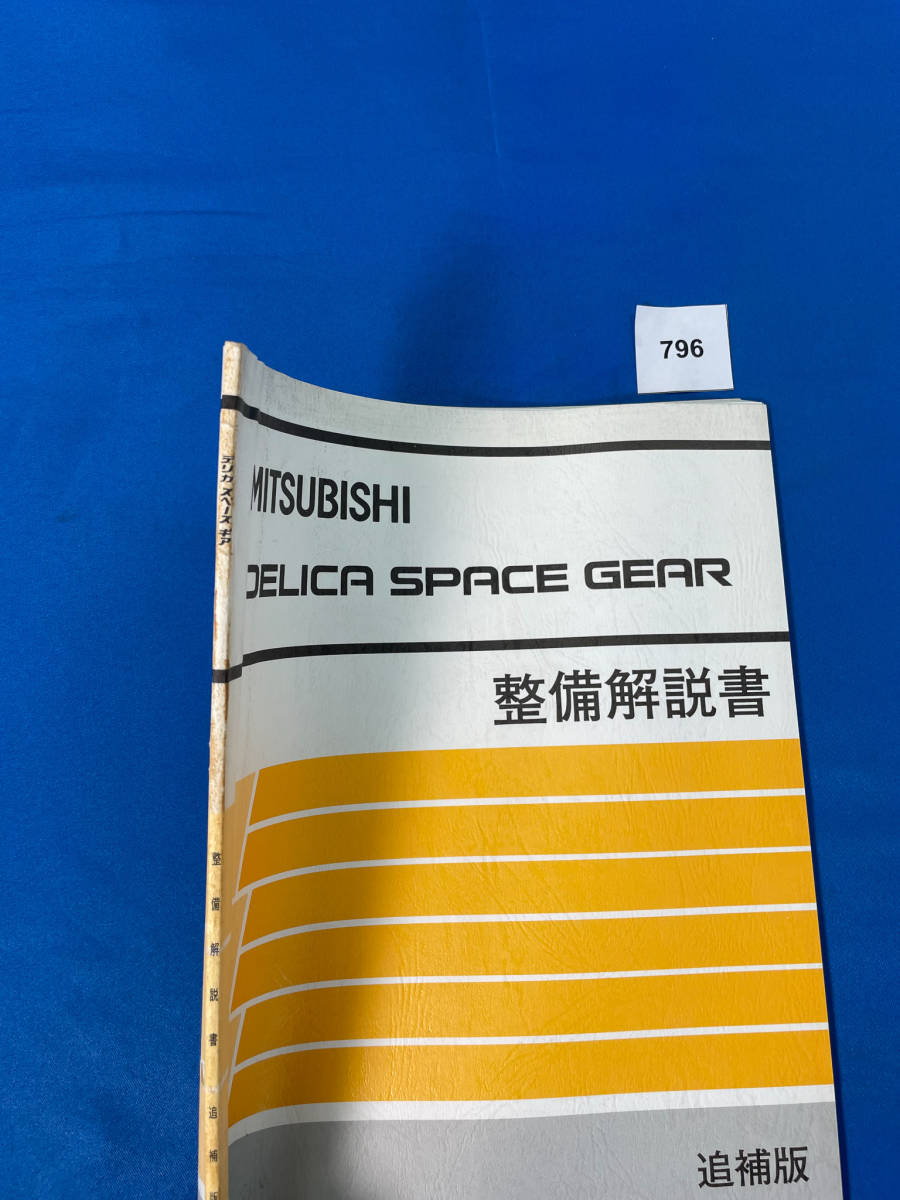 796
MITSUBISHI
DELICA SPACE GEAR
整備解説書
追補版
デリカ スペース ギア
整備解説書 追補版